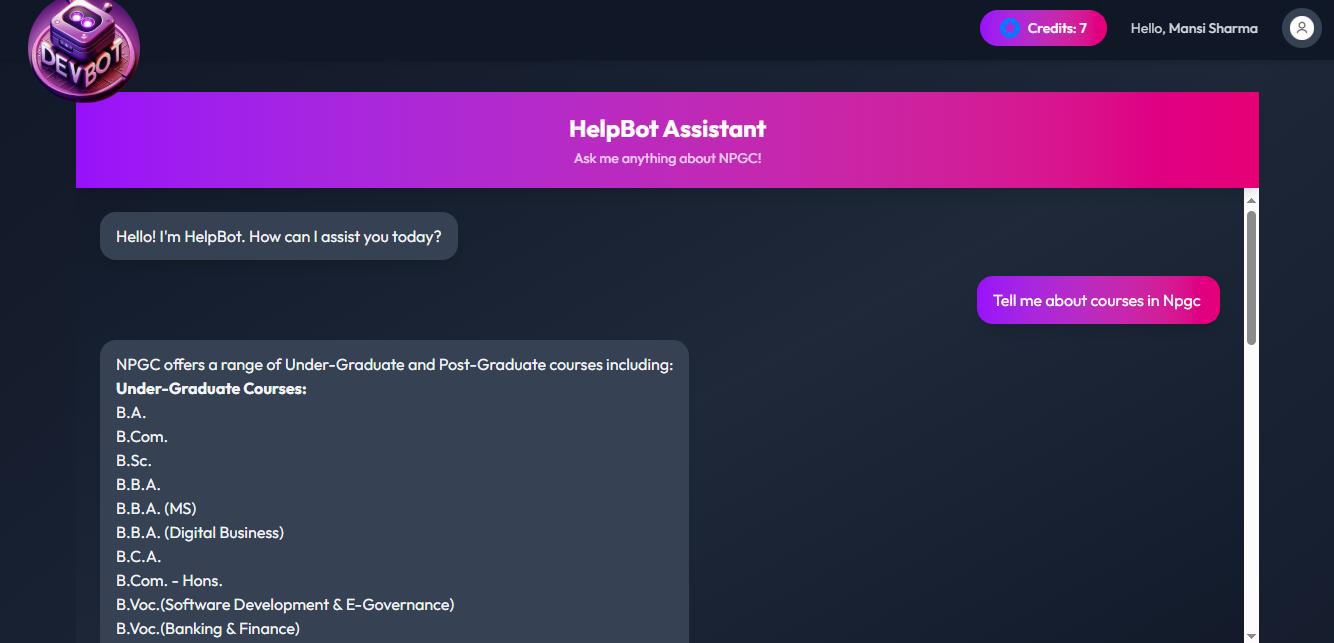 DEVBOT
Credits: 7
Hello, Mansi Sharma
HelpBot Assistant
Ask me anything about NPGC!
Hello! I'm HelpBot. How can I assist you today?
Tell me about courses in Npgc
NPGC offers a range of Under-Graduate and Post-Graduate courses including:
Under-Graduate Courses:
B.A.
B.Com.
B.Sc.
B.B.A.
B.B.A. (MS)
B.B.A. (Digital Business)
B.C.A.
B.Com. - Hons.
B.Voc.(Software Development & E-Governance)
B.Voc.(Banking & Finance)